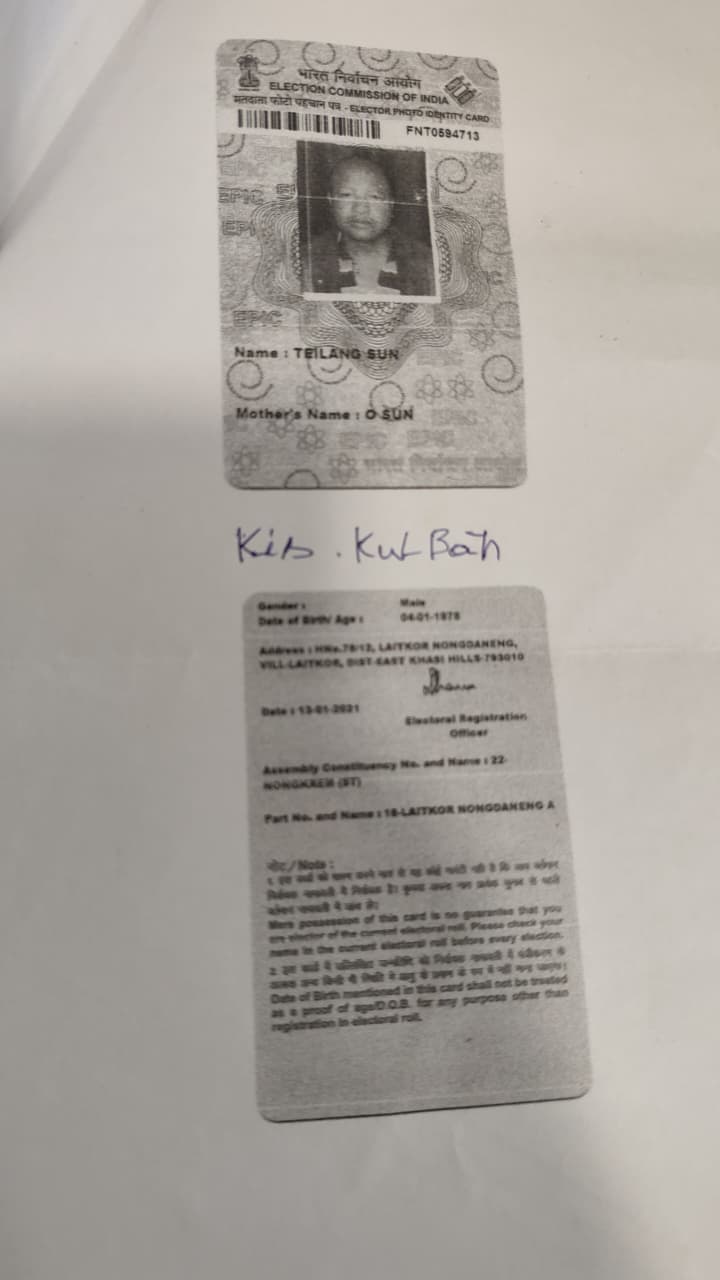 भारत निर्वाचन आयोग
ELECTION COMMISSION OF INDIA
मतदाता फोटो पहचान पत्र - ELECTOR PHOTO IDENTITY CARD
FNT0594713
EPIC
EPIC
EPIC
Name : TEILANG SUN
Mother's Name : O SUN
भारत निर्वाचन आयोग
Gender : Male
Date of Birth/ Age : 04-01-1978
Address : HNo.78/12, LAITKOR NONGDANENG,
VILL-LAITKOR, DIST-EAST KHASI HILLS-793010
Date : 13-01-2021
Electoral Registration
Officer
Assembly Constituency No. and Name : 22-
NONGKREM (ST)
Part No. and Name : 18-LAITKOR NONGDANENG A
नोट/Note :
Mere possession of this card is no guarantee that you
are elector of the current electoral roll. Please check your
name in the current electoral roll before every election.
Date of Birth mentioned in this card shall not be treated
as a proof of age/D.O.B. for any purpose other than
registration in electoral roll.